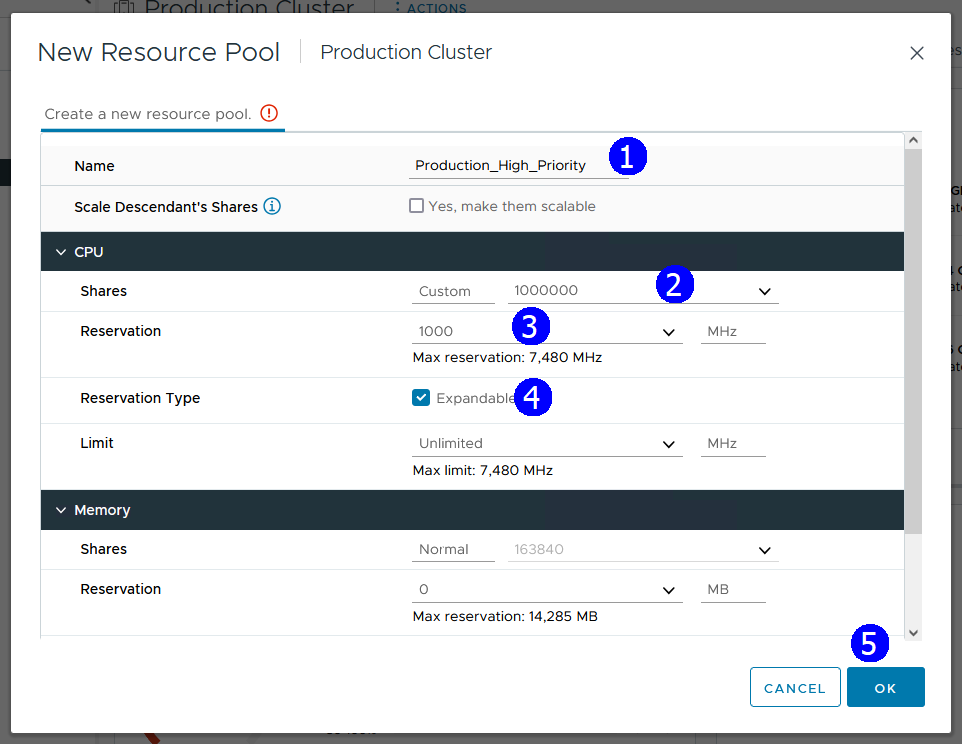 Production Cluster ACTIONS
New Resource Pool Production Cluster
Create a new resource pool.
Name Production_High_Priority 1
Scale Descendant's Shares Yes, make them scalable
CPU
Shares Custom 1000000 2
Reservation 1000 3 MHz
Max reservation: 7,480 MHz
Reservation Type Expandable 4
Limit Unlimited MHz
Max limit: 7,480 MHz
Memory
Shares Normal 163840
Reservation 0 MB
Max reservation: 14,285 MB
5
CANCEL OK